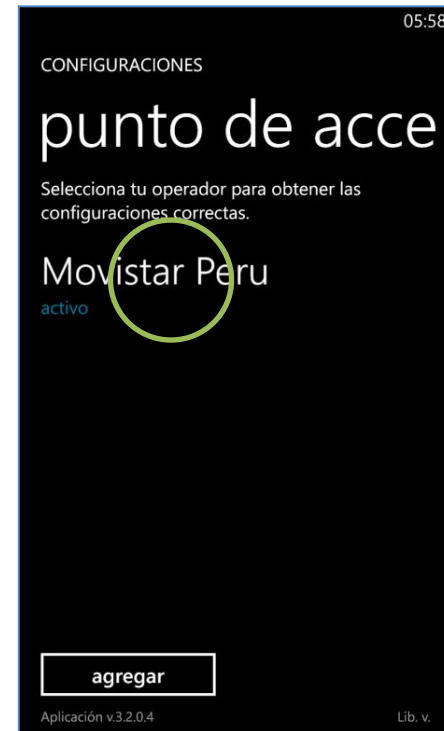 05:58
CONFIGURACIONES
punto de acce
Selecciona tu operador para obtener las
configuraciones correctas.
Movistar Peru
activo
agregar
Aplicación v.3.2.0.4 Lib. v.